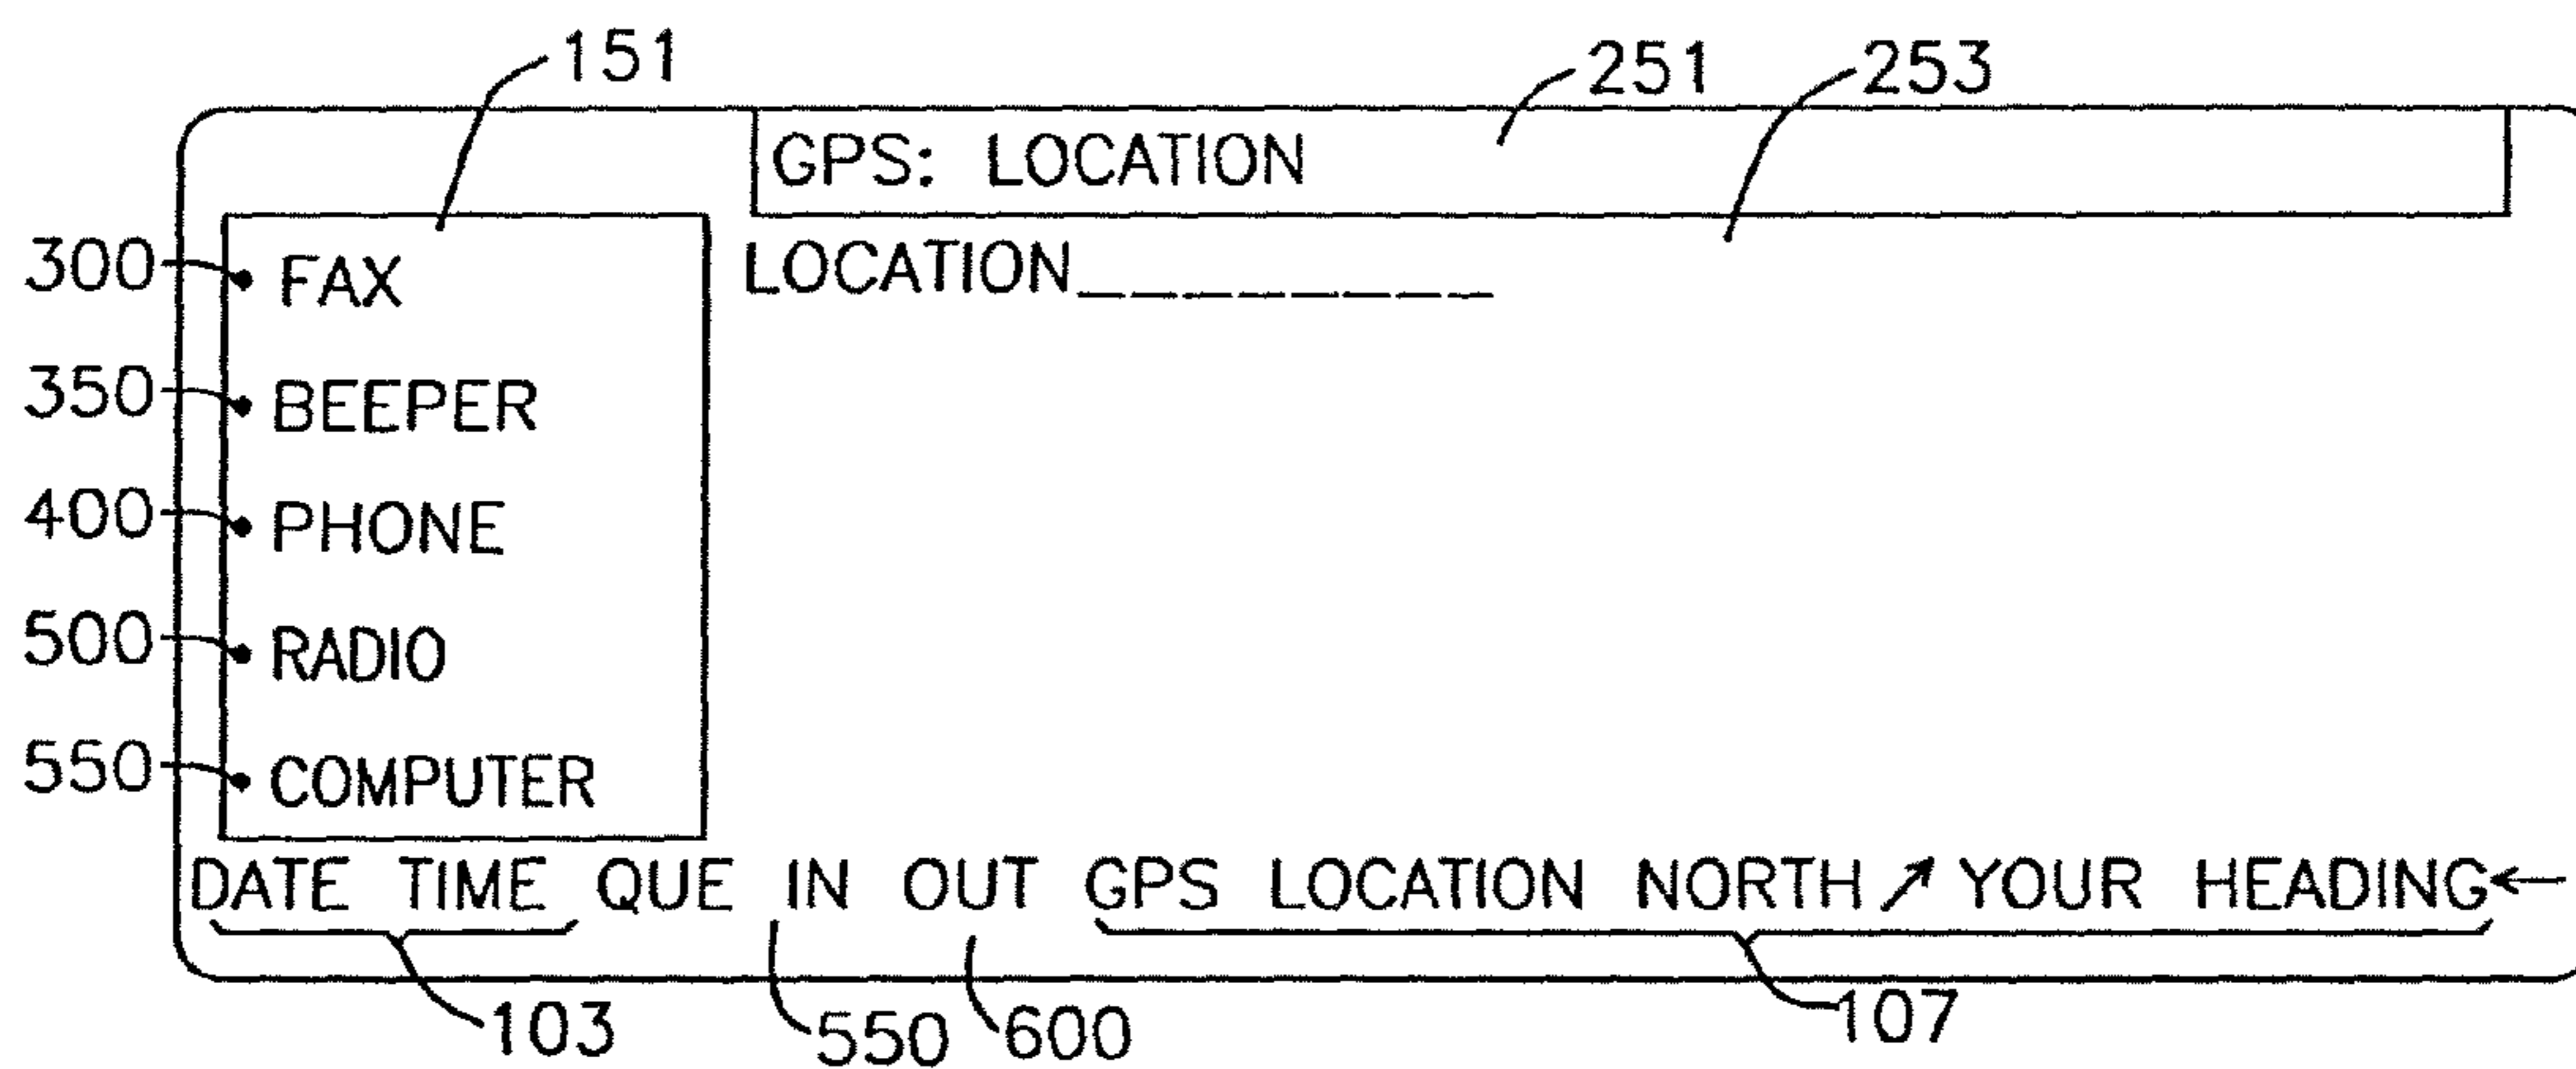 151 251 253
GPS: LOCATION
LOCATION________
300 FAX
350 BEEPER
400 PHONE
500 RADIO
550 COMPUTER
DATE TIME QUE IN OUT GPS LOCATION NORTH ↗ YOUR HEADING ←
103 550 600 107